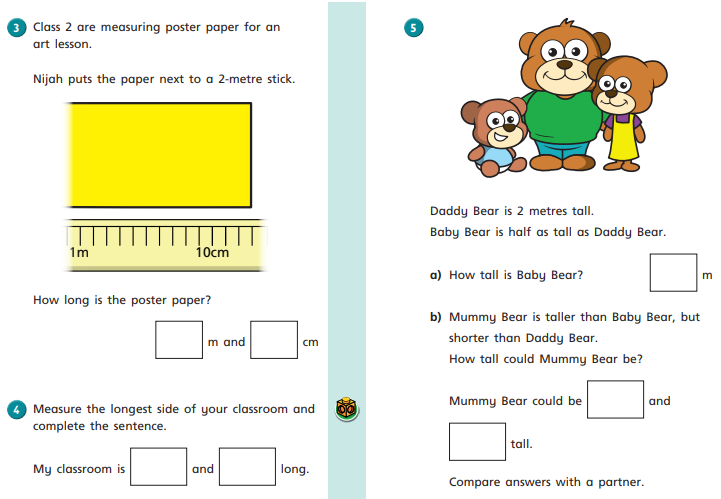 3 Class 2 are measuring poster paper for an
art lesson.
Nijah puts the paper next to a 2-metre stick.
1m 10cm
How long is the poster paper?
m and cm
4 Measure the longest side of your classroom and
complete the sentence.
My classroom is and long.
5
Daddy Bear is 2 metres tall.
Baby Bear is half as tall as Daddy Bear.
a) How tall is Baby Bear? m
b) Mummy Bear is taller than Baby Bear, but
shorter than Daddy Bear.
How tall could Mummy Bear be?
Mummy Bear could be and
tall.
Compare answers with a partner.